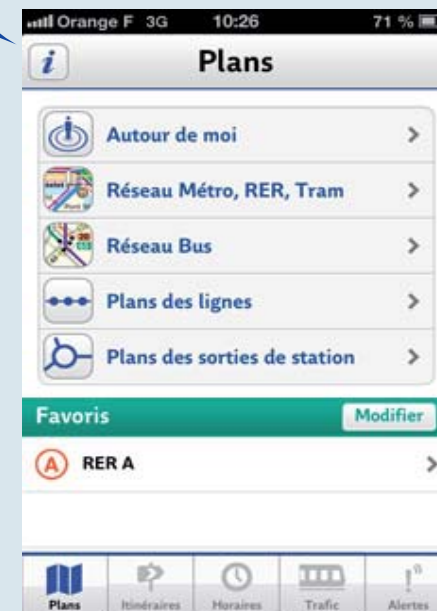 Orange F 3G 10:26 71 %
i Plans
Autour de moi
Réseau Métro, RER, Tram
Réseau Bus
Plans des lignes
Plans des sorties de station
Favoris Modifier
A RER A
Plans Itinéraires Horaires Trafic Alertes